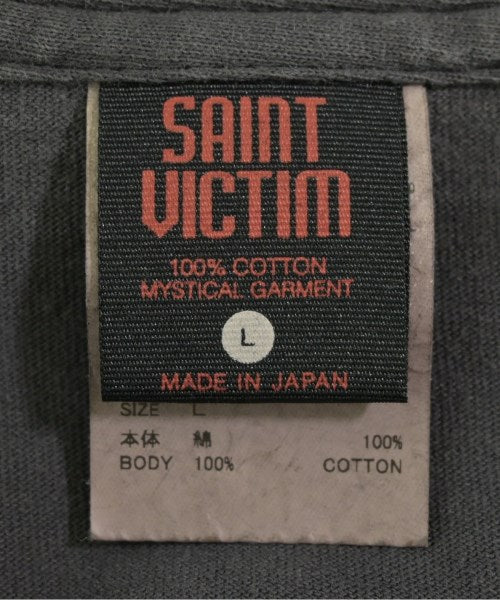 SAINT
VICTIM
100% COTTON
MYSTICAL GARMENT
L
MADE IN JAPAN
SIZE L
本体 綿 100%
BODY 100% COTTON